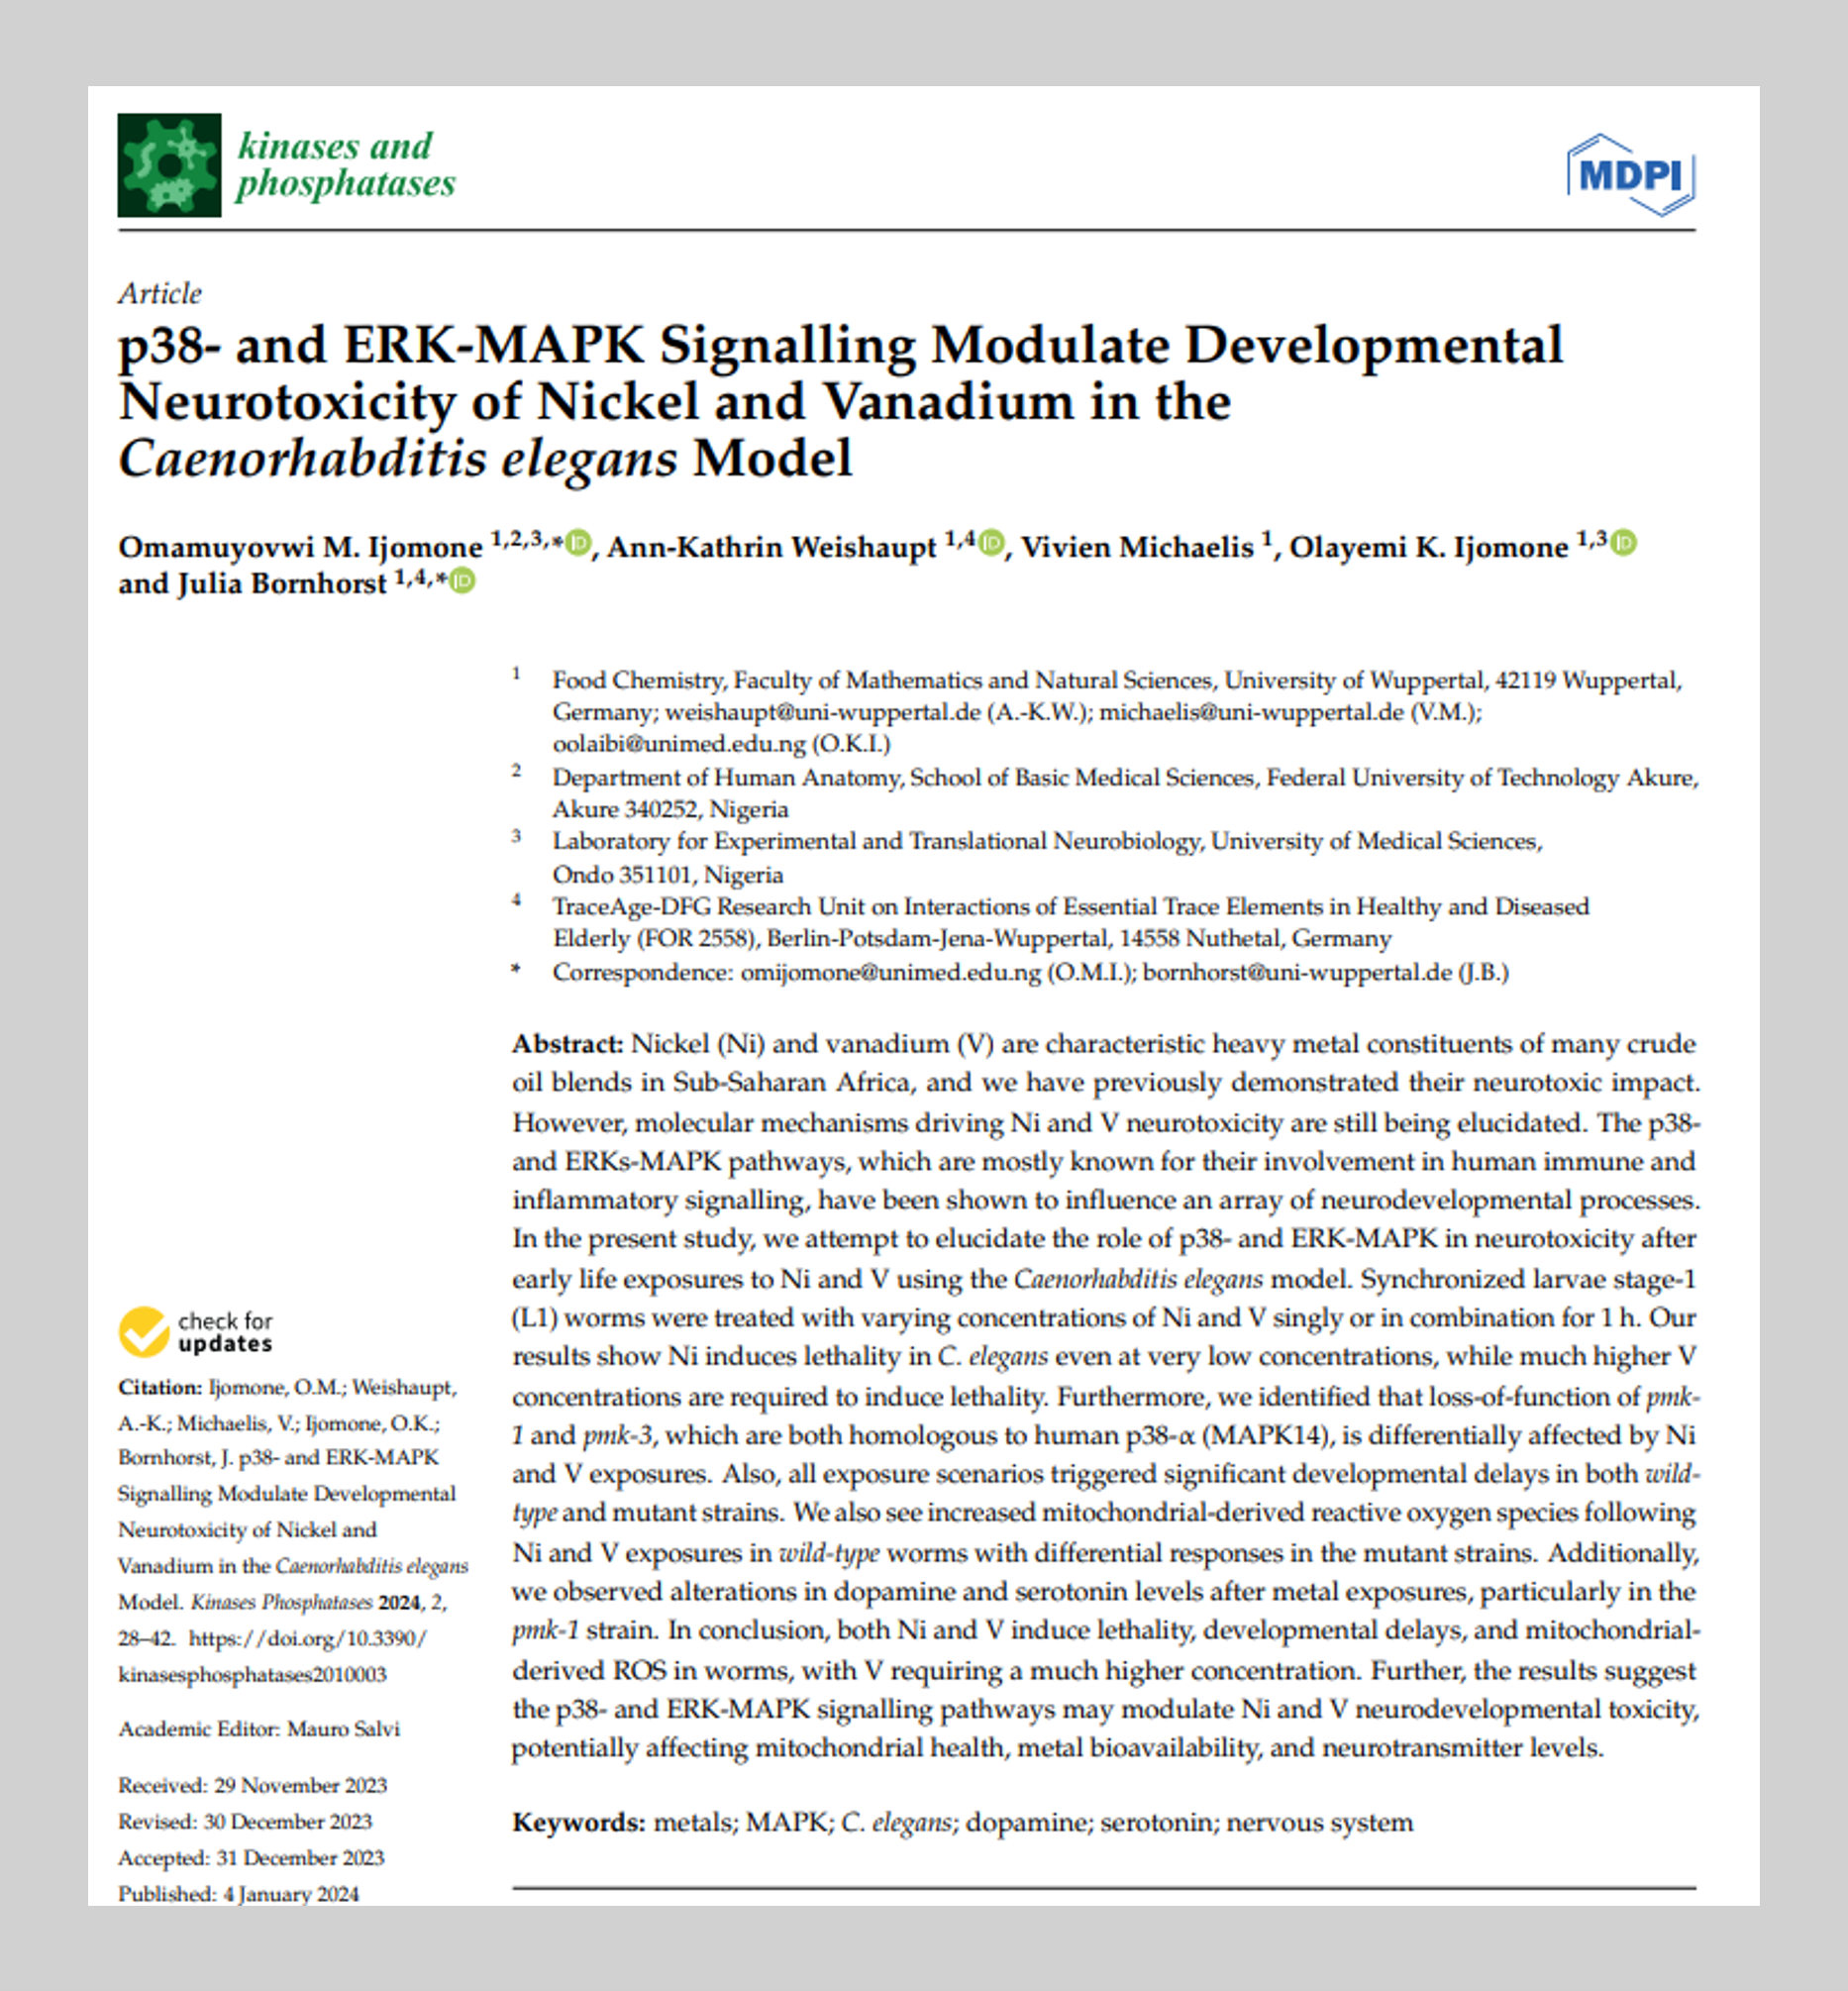 kinases and
phosphatases
MDPI
Article
p38- and ERK-MAPK Signalling Modulate Developmental
Neurotoxicity of Nickel and Vanadium in the
Caenorhabditis elegans Model
Omamuyovwi M. Ijomone 1,2,3,* iD, Ann-Kathrin Weishaupt 1,4 iD, Vivien Michaelis 1, Olayemi K. Ijomone 1,3 iD
and Julia Bornhorst 1,4,* iD
1 Food Chemistry, Faculty of Mathematics and Natural Sciences, University of Wuppertal, 42119 Wuppertal,
Germany; weishaupt@uni-wuppertal.de (A.-K.W.); michaelis@uni-wuppertal.de (V.M.);
oolaibi@unimed.edu.ng (O.K.I.)
2 Department of Human Anatomy, School of Basic Medical Sciences, Federal University of Technology Akure,
Akure 340252, Nigeria
3 Laboratory for Experimental and Translational Neurobiology, University of Medical Sciences,
Ondo 351101, Nigeria
4 TraceAge-DFG Research Unit on Interactions of Essential Trace Elements in Healthy and Diseased
Elderly (FOR 2558), Berlin-Potsdam-Jena-Wuppertal, 14558 Nuthetal, Germany
* Correspondence: omijomone@unimed.edu.ng (O.M.I.); bornhorst@uni-wuppertal.de (J.B.)
Abstract: Nickel (Ni) and vanadium (V) are characteristic heavy metal constituents of many crude
oil blends in Sub-Saharan Africa, and we have previously demonstrated their neurotoxic impact.
However, molecular mechanisms driving Ni and V neurotoxicity are still being elucidated. The p38-
and ERKs-MAPK pathways, which are mostly known for their involvement in human immune and
inflammatory signalling, have been shown to influence an array of neurodevelopmental processes.
In the present study, we attempt to elucidate the role of p38- and ERK-MAPK in neurotoxicity after
early life exposures to Ni and V using the Caenorhabditis elegans model. Synchronized larvae stage-1
(L1) worms were treated with varying concentrations of Ni and V singly or in combination for 1 h. Our
results show Ni induces lethality in C. elegans even at very low concentrations, while much higher V
concentrations are required to induce lethality. Furthermore, we identified that loss-of-function of pmk-
1 and pmk-3, which are both homologous to human p38-α (MAPK14), is differentially affected by Ni
and V exposures. Also, all exposure scenarios triggered significant developmental delays in both wild-
type and mutant strains. We also see increased mitochondrial-derived reactive oxygen species following
Ni and V exposures in wild-type worms with differential responses in the mutant strains. Additionally,
we observed alterations in dopamine and serotonin levels after metal exposures, particularly in the
pmk-1 strain. In conclusion, both Ni and V induce lethality, developmental delays, and mitochondrial-
derived ROS in worms, with V requiring a much higher concentration. Further, the results suggest
the p38- and ERK-MAPK signalling pathways may modulate Ni and V neurodevelopmental toxicity,
potentially affecting mitochondrial health, metal bioavailability, and neurotransmitter levels.
Keywords: metals; MAPK; C. elegans; dopamine; serotonin; nervous system
check for
updates
Citation: Ijomone, O.M.; Weishaupt,
A.-K.; Michaelis, V.; Ijomone, O.K.;
Bornhorst, J. p38- and ERK-MAPK
Signalling Modulate Developmental
Neurotoxicity of Nickel and
Vanadium in the Caenorhabditis elegans
Model. Kinases Phosphatases 2024, 2,
28–42. https://doi.org/10.3390/
kinasesphosphatases2010003
Academic Editor: Mauro Salvi
Received: 29 November 2023
Revised: 30 December 2023
Accepted: 31 December 2023
Published: 4 January 2024